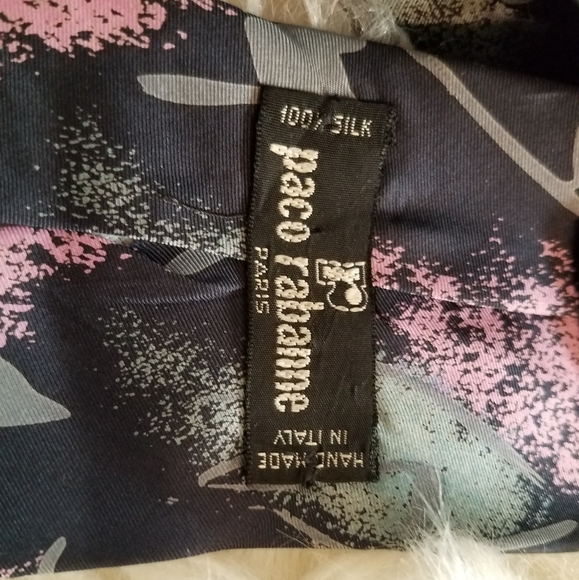 100% SILK
paco rabanne
PARIS
HAND MADE
IN ITALY